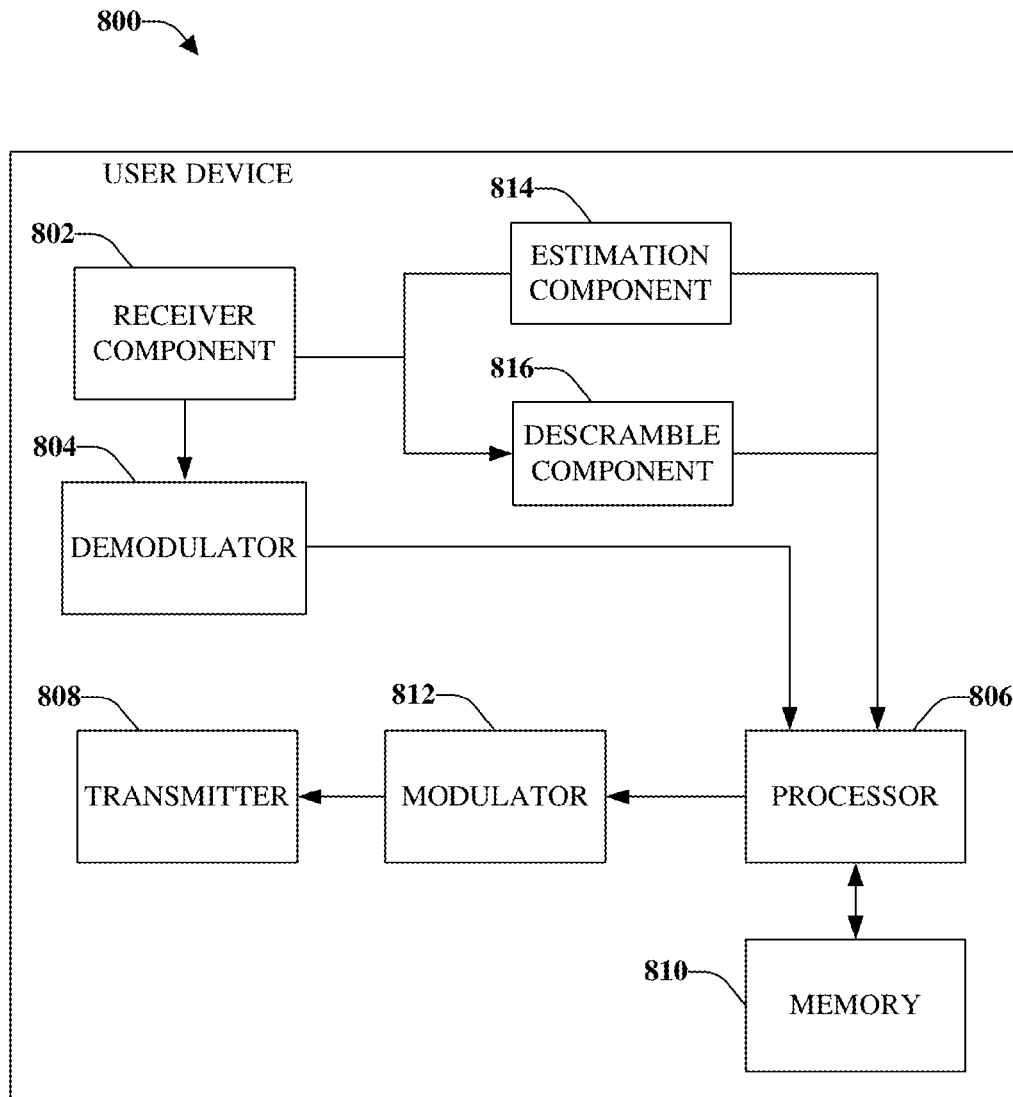 800
USER DEVICE
814
802
ESTIMATION
COMPONENT
RECEIVER
COMPONENT
816
804
DESCRAMBLE
COMPONENT
DEMODULATOR
808
812
806
TRANSMITTER
MODULATOR
PROCESSOR
810
MEMORY